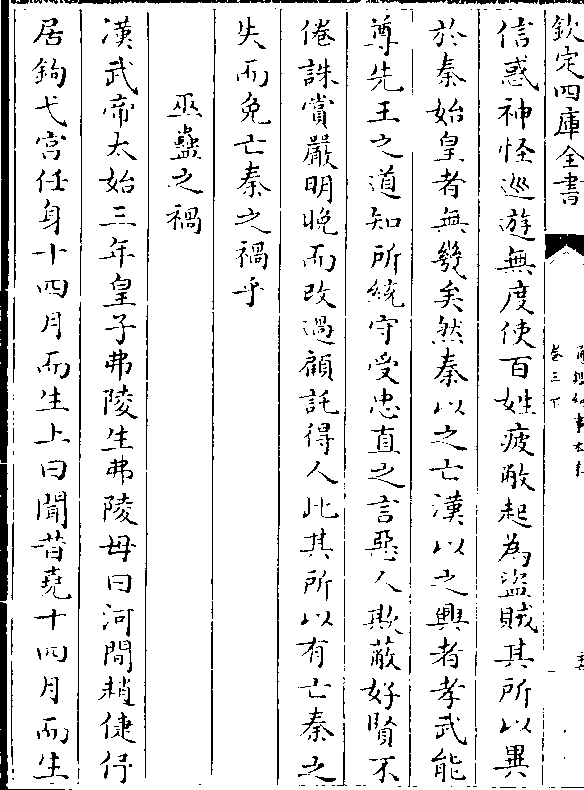 欽定四庫全書
卷三下
信惑神怪巡遊無度使百姓疲敝起為盜賊其所以異
於秦始皇者無幾矣然秦以之亡漢以之興者孝武能
尊先王之道知所統守受忠直之言惡人欺蔽好賢不
倦誅賞嚴明晚而改過顧託得人此其所以有亡秦之
失而免亡秦之禍乎
巫蠱之禍
漢武帝太始三年皇子弗陵生弗陵母曰河間趙倢伃
居鉤弋宮任身十四月而生上曰聞昔堯十四月而生